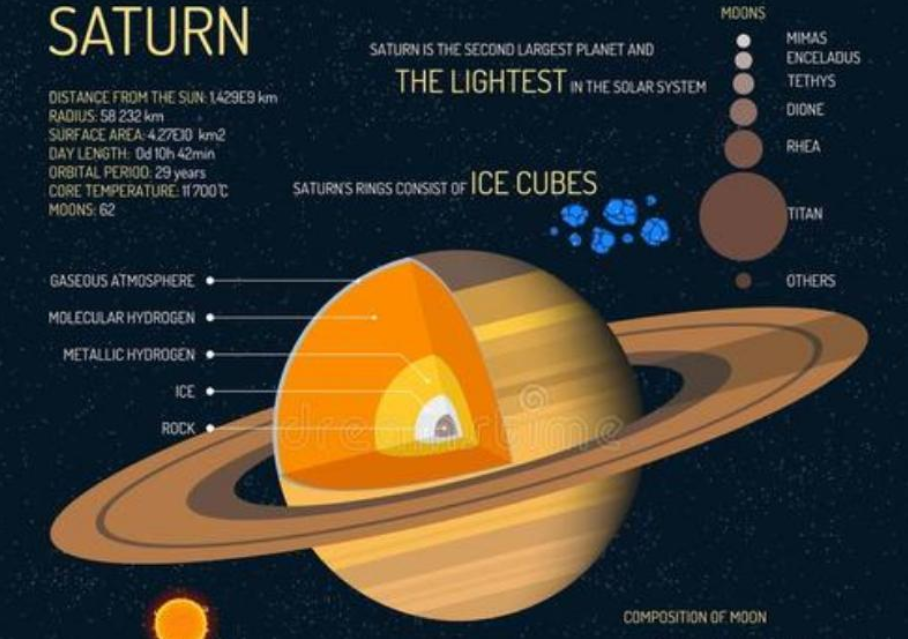 SATURN
DISTANCE FROM THE SUN: 1,429E9 km
RADIUS: 58 232 km
SURFACE AREA: 4,27E10 km2
DAY LENGTH: 0d 10h 42min
ORBITAL PERIOD: 29 years
CORE TEMPERATURE: 11 700°C
MOONS: 62
SATURN IS THE SECOND LARGEST PLANET AND
THE LIGHTEST IN THE SOLAR SYSTEM
SATURN'S RINGS CONSIST OF ICE CUBES
MOONS
MIMAS
ENCELADUS
TETHYS
DIONE
RHEA
TITAN
OTHERS
GASEOUS ATMOSPHERE
MOLECULAR HYDROGEN
METALLIC HYDROGEN
ICE
ROCK
dreamstime
COMPOSITION OF MOON